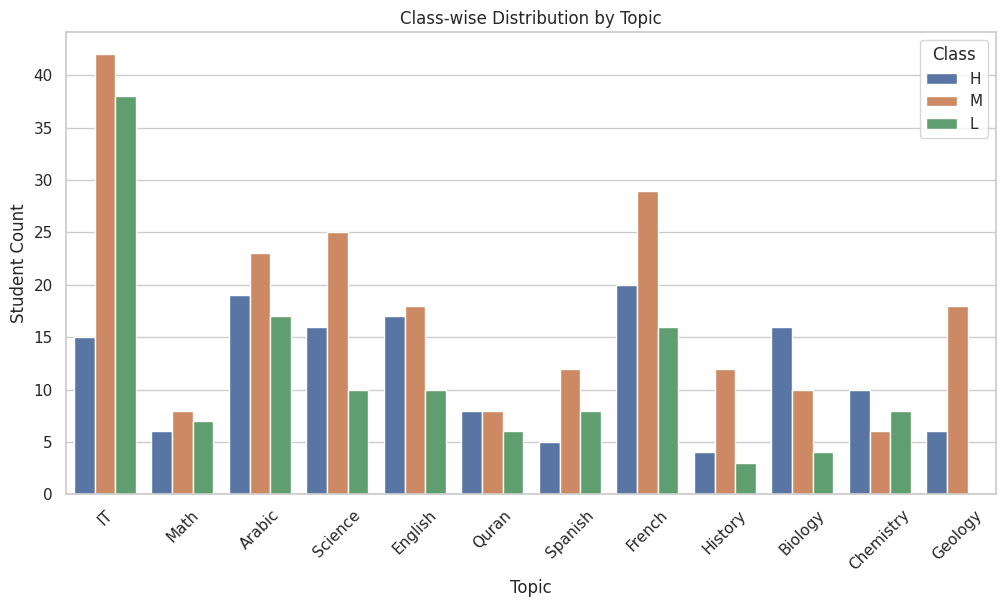 Class-wise Distribution by Topic
Class
H
M
L
Student Count
40
35
30
25
20
15
10
5
0
IT
Math
Arabic
Science
English
Quran
Spanish
French
History
Biology
Chemistry
Geology
Topic